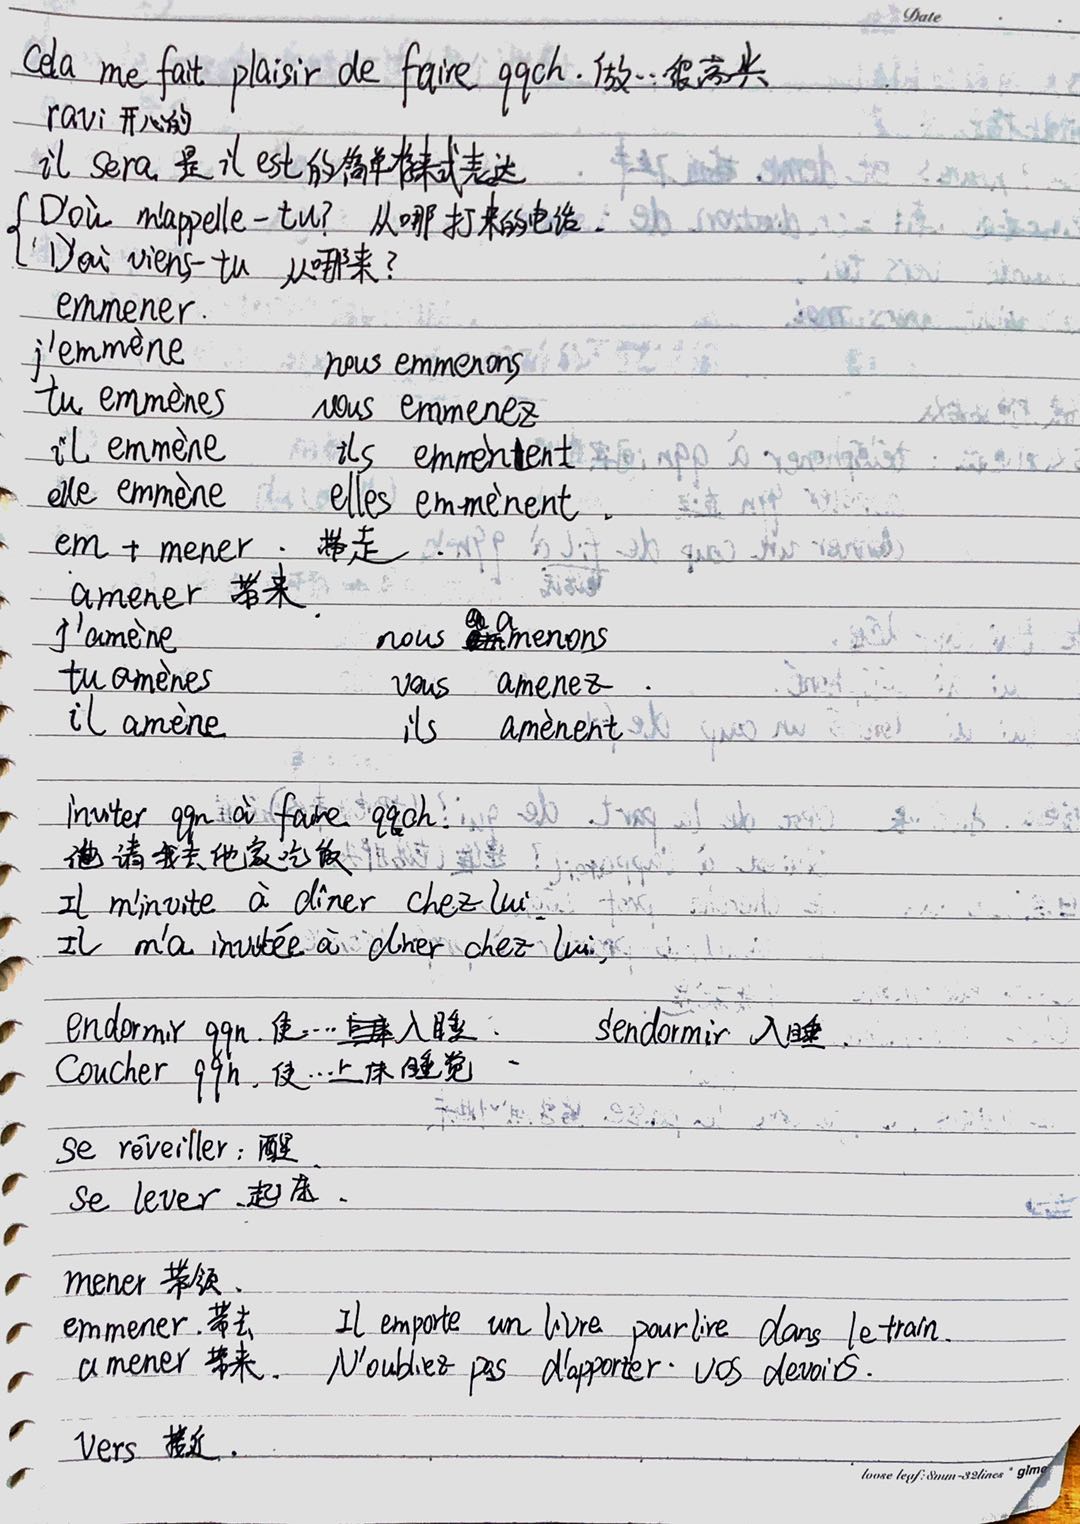 Date
Cela me fait plaisir de faire qqch. 做…很高兴
ravi 开心的
il sera 是 il est 的简单将来式表达
D'où m'appelle-tu? 从哪打来的电话.
D'où viens-tu 从哪来?
emmener.
j'emmène nous emmenons
tu emmènes vous emmenez
il emmène ils emmènent
elle emmène elles emmènent.
em + mener. 带走.
amener 带来.
j'amène nous amenons
tu amènes vous amenez.
il amène ils amènent
inviter qqn à faire qqch.
邀请我去他家吃饭
Il m'invite à dîner chez lui.
Il m'a invitée à dîner chez lui,
endormir qqn. 使…入睡. s'endormir 入睡.
Coucher qqn. 使…上床睡觉
se réveiller: 醒
se lever. 起床.
mener 带领.
emmener. 带去 Il emporte un livre pour lire dans le train.
amener 带来. N'oubliez pas d'apporter. vos devoirs.
Vers 接近.
loose leaf: 8mm-32lines